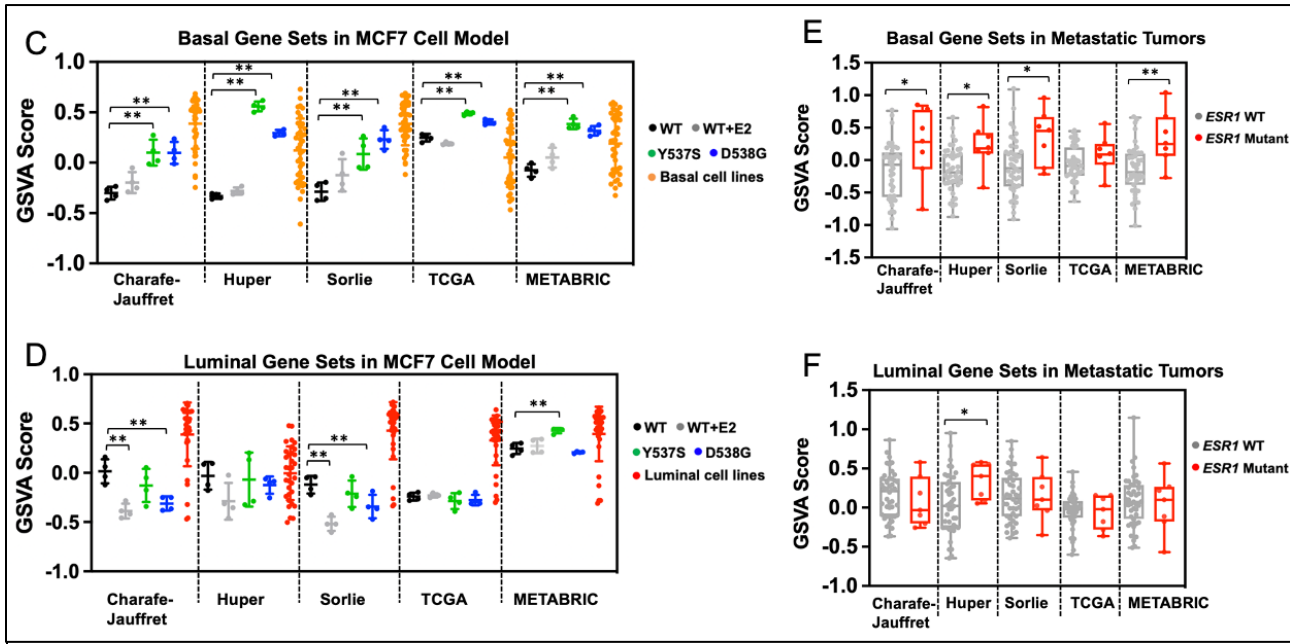 C
Basal Gene Sets in MCF7 Cell Model
GSVA Score
1.0
0.5
0.0
-0.5
-1.0
** ** ** ** ** ** ** ** ** **
Charafe-
Jauffret
Huper
Sorlie
TCGA
METABRIC
WT WT+E2
Y537S D538G
Basal cell lines
E
Basal Gene Sets in Metastatic Tumors
GSVA Score
1.5
1.0
0.5
0.0
-0.5
-1.0
-1.5
* * * **
Charafe-
Jauffret
Huper
Sorlie
TCGA
METABRIC
ESR1 WT
ESR1 Mutant
D
Luminal Gene Sets in MCF7 Cell Model
GSVA Score
1.0
0.5
0.0
-0.5
-1.0
** ** ** ** **
Charafe-
Jauffret
Huper
Sorlie
TCGA
METABRIC
WT WT+E2
Y537S D538G
Luminal cell lines
F
Luminal Gene Sets in Metastatic Tumors
GSVA Score
1.5
1.0
0.5
0.0
-0.5
-1.0
*
Charafe-
Jauffret
Huper
Sorlie
TCGA
METABRIC
ESR1 WT
ESR1 Mutant